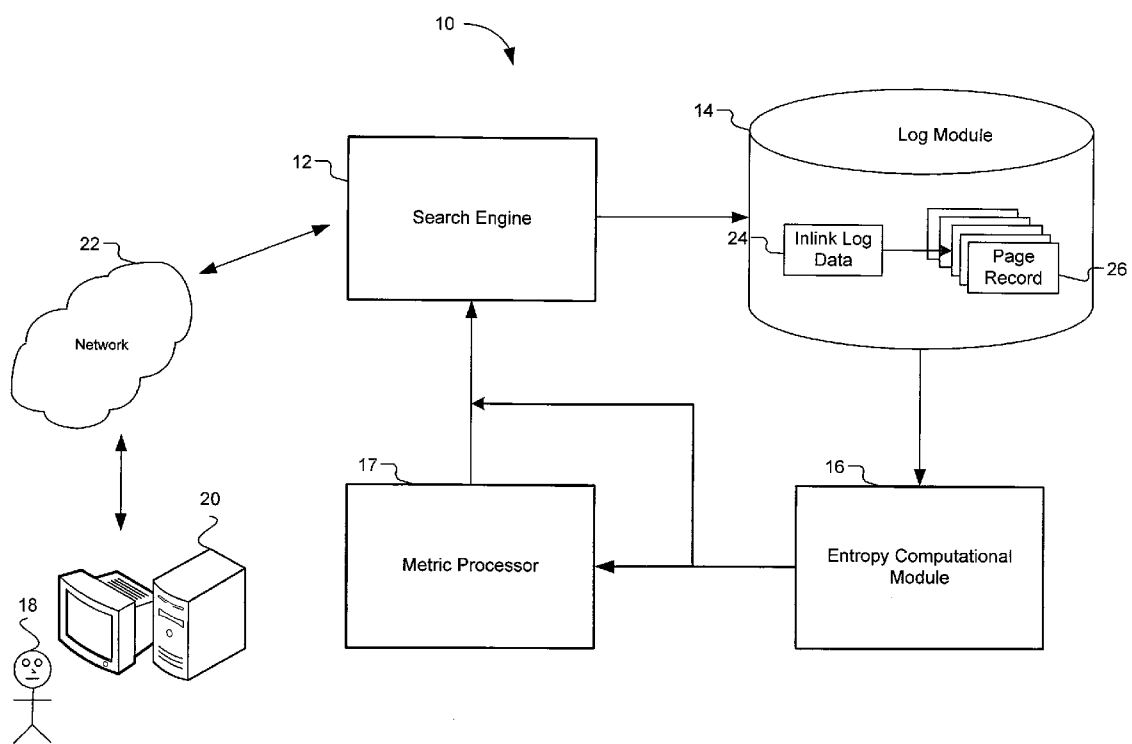 10
14
Log Module
12
Search Engine
24
Inlink Log
Data
Page
Record
26
22
Network
17
Metric Processor
16
Entropy Computational
Module
20
18